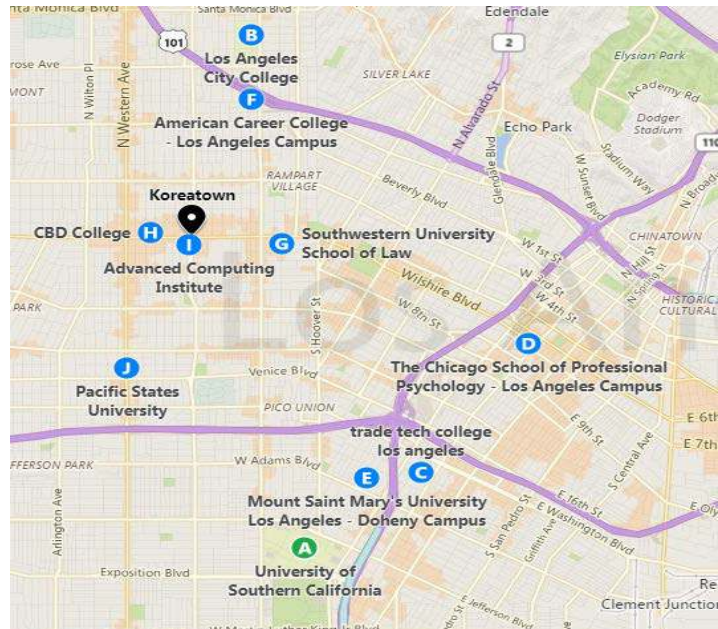 nta Monica Blvd
Santa Monica Blvd
Edendale
101
B
2
Los Angeles
City College
Elysian Park
rose Ave
SILVER LAKE
Academy Rd
MONT
N Wilton Pl
N Western Ave
F
N Alvarado St
Dodger
Stadium
American Career College
- Los Angeles Campus
Echo Park
Glendale Blvd
W Sunset Blvd
Stadium Way
110
RAMPART
VILLAGE
Beverly Blvd
N Broad
Koreatown
CBD College
H
I
G
Southwestern University
School of Law
W 1st St
CHINATOWN
N Hill St
N Spring St
Advanced Computing
Institute
Wilshire Blvd
W 3rd St
W 4th St
Los An
HISTORIC
CULTURAL
PARK
S Hoover St
W 8th St
D
J
The Chicago School of Professional
Psychology - Los Angeles Campus
Venice Blvd
Pacific States
University
PICO UNION
E 9th St
E 6th
E 7th
trade tech college
los angeles
S Central Ave
EFFERSON PARK
W Adams Blvd
E
C
Mount Saint Mary's University
Los Angeles - Doheny Campus
E 16th St
E Washington Blvd
E Oly
Arlington Ave
A
S San Pedro St
Griffith Ave
University of
Southern California
Exposition Blvd
Re
Clement Junction
E Jefferson Blvd